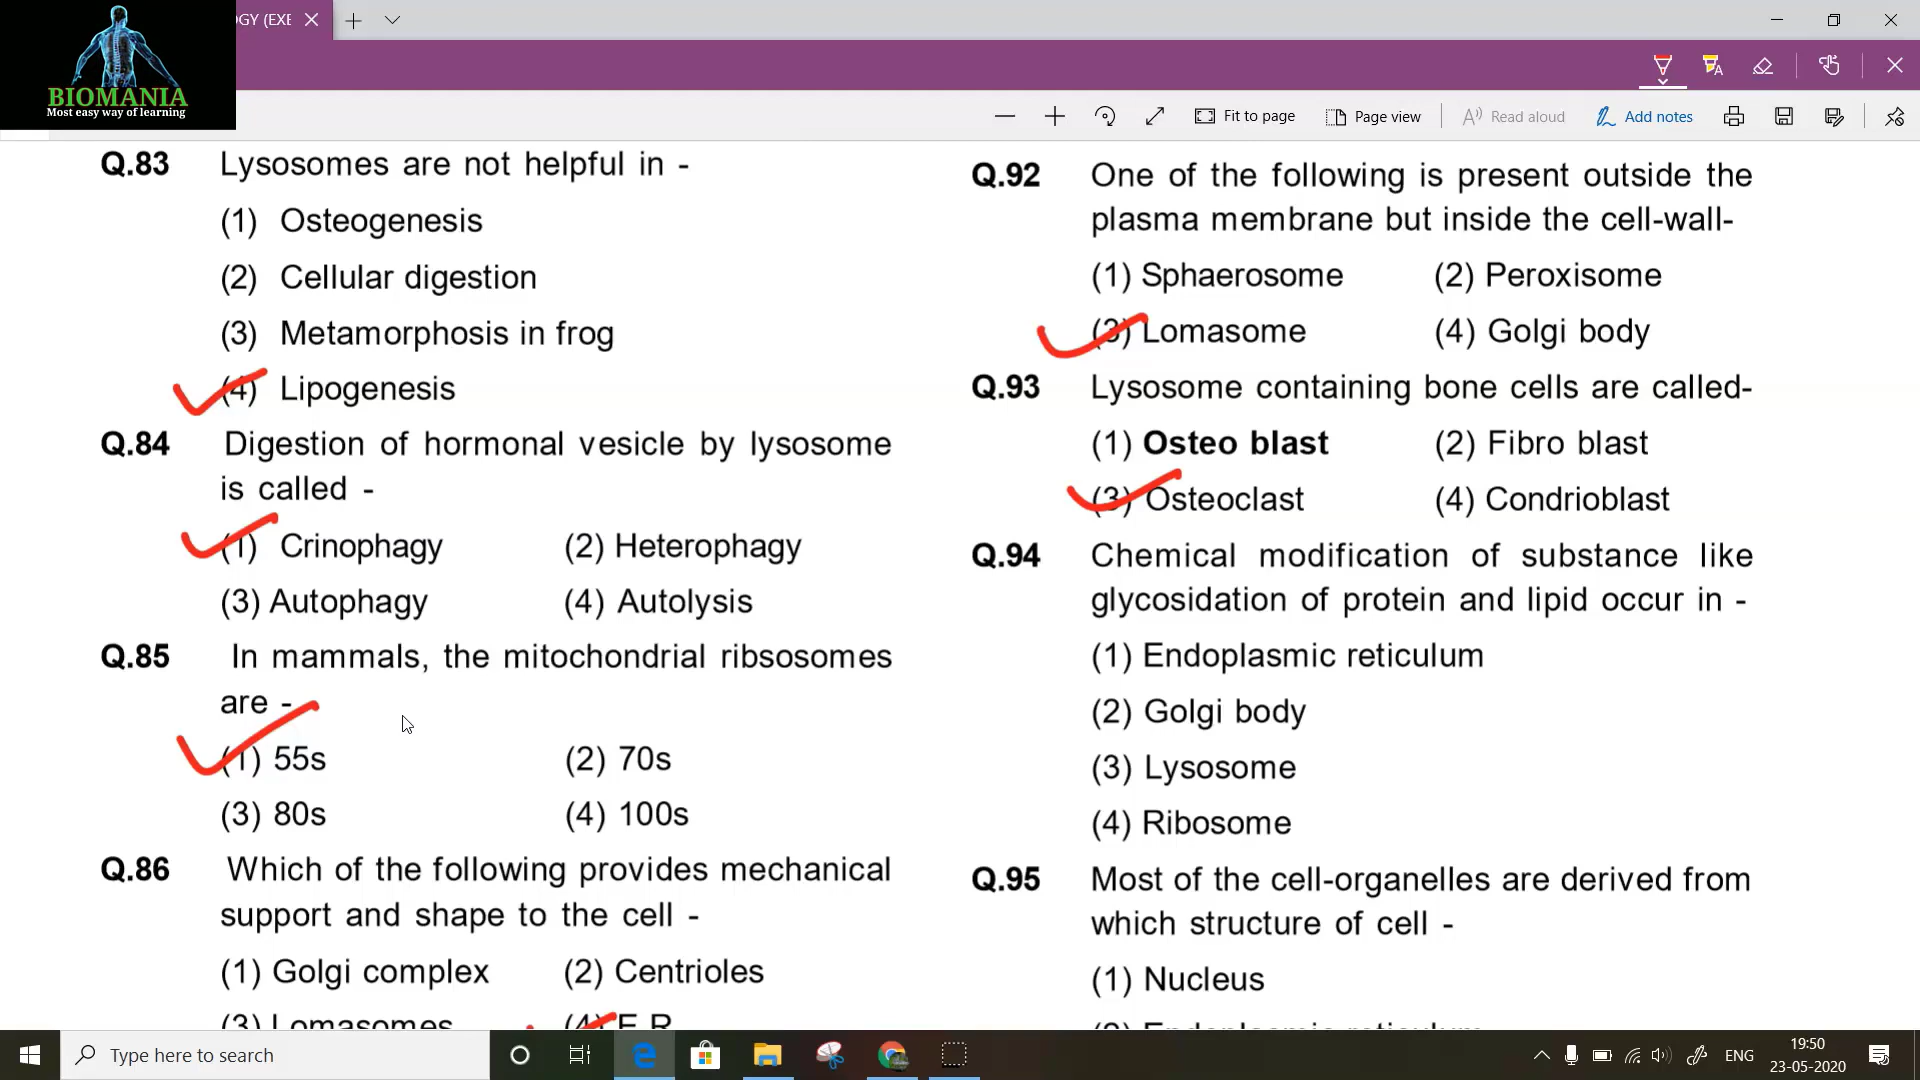 OGY (EXE
BIOMANIA
Most easy way of learning
Fit to page
Page view
Read aloud
Add notes
Q.83 Lysosomes are not helpful in -
(1) Osteogenesis
(2) Cellular digestion
(3) Metamorphosis in frog
(4) Lipogenesis
Q.84 Digestion of hormonal vesicle by lysosome
is called -
(1) Crinophagy (2) Heterophagy
(3) Autophagy (4) Autolysis
Q.85 In mammals, the mitochondrial ribsosomes
are -
(1) 55s (2) 70s
(3) 80s (4) 100s
Q.86 Which of the following provides mechanical
support and shape to the cell -
(1) Golgi complex (2) Centrioles
(3) Lomasomes (4) E.R.
Q.92 One of the following is present outside the
plasma membrane but inside the cell-wall-
(1) Sphaerosome (2) Peroxisome
(3) Lomasome (4) Golgi body
Q.93 Lysosome containing bone cells are called-
(1) Osteo blast (2) Fibro blast
(3) Osteoclast (4) Condrioblast
Q.94 Chemical modification of substance like
glycosidation of protein and lipid occur in -
(1) Endoplasmic reticulum
(2) Golgi body
(3) Lysosome
(4) Ribosome
Q.95 Most of the cell-organelles are derived from
which structure of cell -
(1) Nucleus
(2) Endoplasmic reticulum
Type here to search
ENG
19:50
23-05-2020